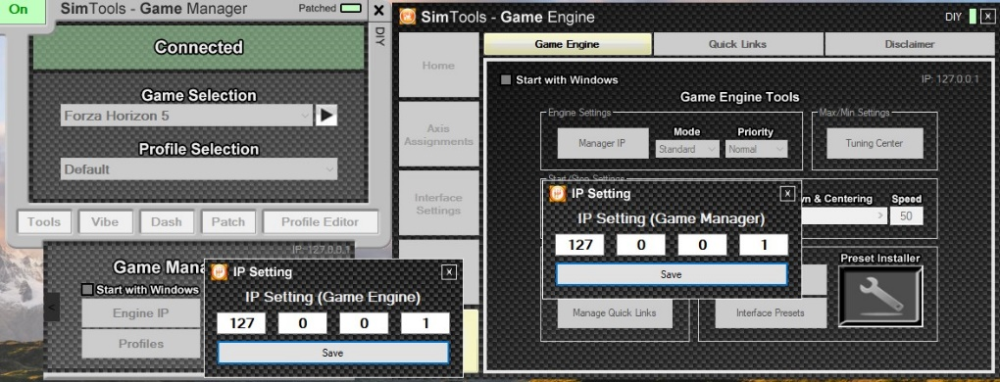 On
SimTools - Game Manager
Patched
X
DIY
Connected
Game Selection
Forza Horizon 5
Profile Selection
Default
Tools
Vibe
Dash
Patch
Profile Editor
IP: 127.0.0.1
Game Mana
Start with Windows
Engine IP
Profiles
<
IP Setting
x
IP Setting (Game Engine)
127 0 0 1
Save
SimTools - Game Engine
DIY
x
Home
Axis
Assignments
Interface
Settings
Game Engine
Quick Links
Disclaimer
Start with Windows
IP: 127.0.0.1
Game Engine Tools
Engine Settings
Manager IP
Mode
Standard
Priority
Normal
Max/Min Settings
Tuning Center
Start/Stop Settings
IP Setting
x
IP Setting (Game Manager)
127 0 0 1
Save
wn & Centering
>
Speed
50
Manage Quick Links
Interface Presets
Preset Installer